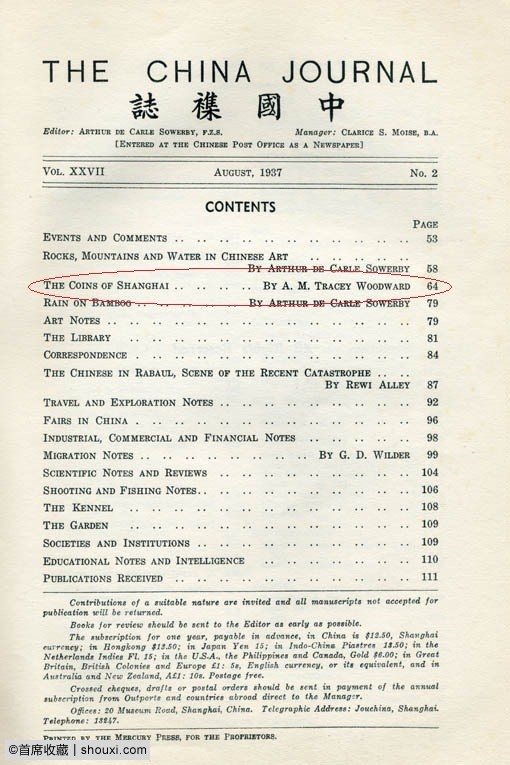 THE CHINA JOURNAL
誌襍國中
Editor: ARTHUR DE CARLE SOWERBY, F.Z.S. Manager: CLARICE S. MOISE, B.A.
[ENTERED AT THE CHINESE POST OFFICE AS A NEWSPAPER]
VOL. XXVII AUGUST, 1937 No. 2
CONTENTS
PAGE
EVENTS AND COMMENTS .. .. .. .. .. .. .. .. .. .. 53
ROCKS, MOUNTAINS AND WATER IN CHINESE ART .. .. .. ..
BY ARTHUR DE CARLE SOWERBY 58
THE COINS OF SHANGHAI .. .. .. .. BY A. M. TRACEY WOODWARD 64
RAIN ON BAMBOO .. .. .. .. BY ARTHUR DE CARLE SOWERBY 79
ART NOTES .. .. .. .. .. .. .. .. .. .. .. 79
THE LIBRARY .. .. .. .. .. .. .. .. .. .. .. 81
CORRESPONDENCE .. .. .. .. .. .. .. .. .. .. 84
THE CHINESE IN RABAUL, SCENE OF THE RECENT CATASTROPHE .. ..
BY REWI ALLEY 87
TRAVEL AND EXPLORATION NOTES .. .. .. .. .. .. .. 92
FAIRS IN CHINA .. .. .. .. .. .. .. .. .. .. 96
INDUSTRIAL, COMMERCIAL AND FINANCIAL NOTES .. .. .. .. 98
MIGRATION NOTES .. .. .. .. .. .. BY G. D. WILDER 99
SCIENTIFIC NOTES AND REVIEWS .. .. .. .. .. .. .. 104
SHOOTING AND FISHING NOTES.. .. .. .. .. .. .. .. 106
THE KENNEL .. .. .. .. .. .. .. .. .. .. .. 108
THE GARDEN .. .. .. .. .. .. .. .. .. .. .. 109
SOCIETIES AND INSTITUTIONS .. .. .. .. .. .. .. .. 109
EDUCATIONAL NOTES AND INTELLIGENCE .. .. .. .. .. .. 110
PUBLICATIONS RECEIVED .. .. .. .. .. .. .. .. .. 111
Contributions of a suitable nature are invited and all manuscripts not accepted for
publication will be returned.
Books for review should be sent to the Editor as early as possible.
The subscription for one year, payable in advance, in China is $12.50, Shanghai
currency; in Hongkong $13.50; in Japan Yen 15; in Indo-China Piastres 13.50; in the
Netherlands Indies Fl. 15; in the U.S.A., the Philippines and Canada, Gold $6.00; in Great
Britain, British Colonies and Europe £1: 5s, English currency, or its equivalent, and in
Australia and New Zealand, A£1: 10s. Postage free.
Crossed cheques, drafts or postal orders should be sent in payment of the annual
subscription from Outports and countries abroad direct to the Manager.
Offices: 20 Museum Road, Shanghai, China. Telegraphic Address: Jouchina, Shanghai.
Telephone: 13247.
PRINTED BY THE MERCURY PRESS, FOR THE PROPRIETORS.
©首席收藏 | shouxi.com